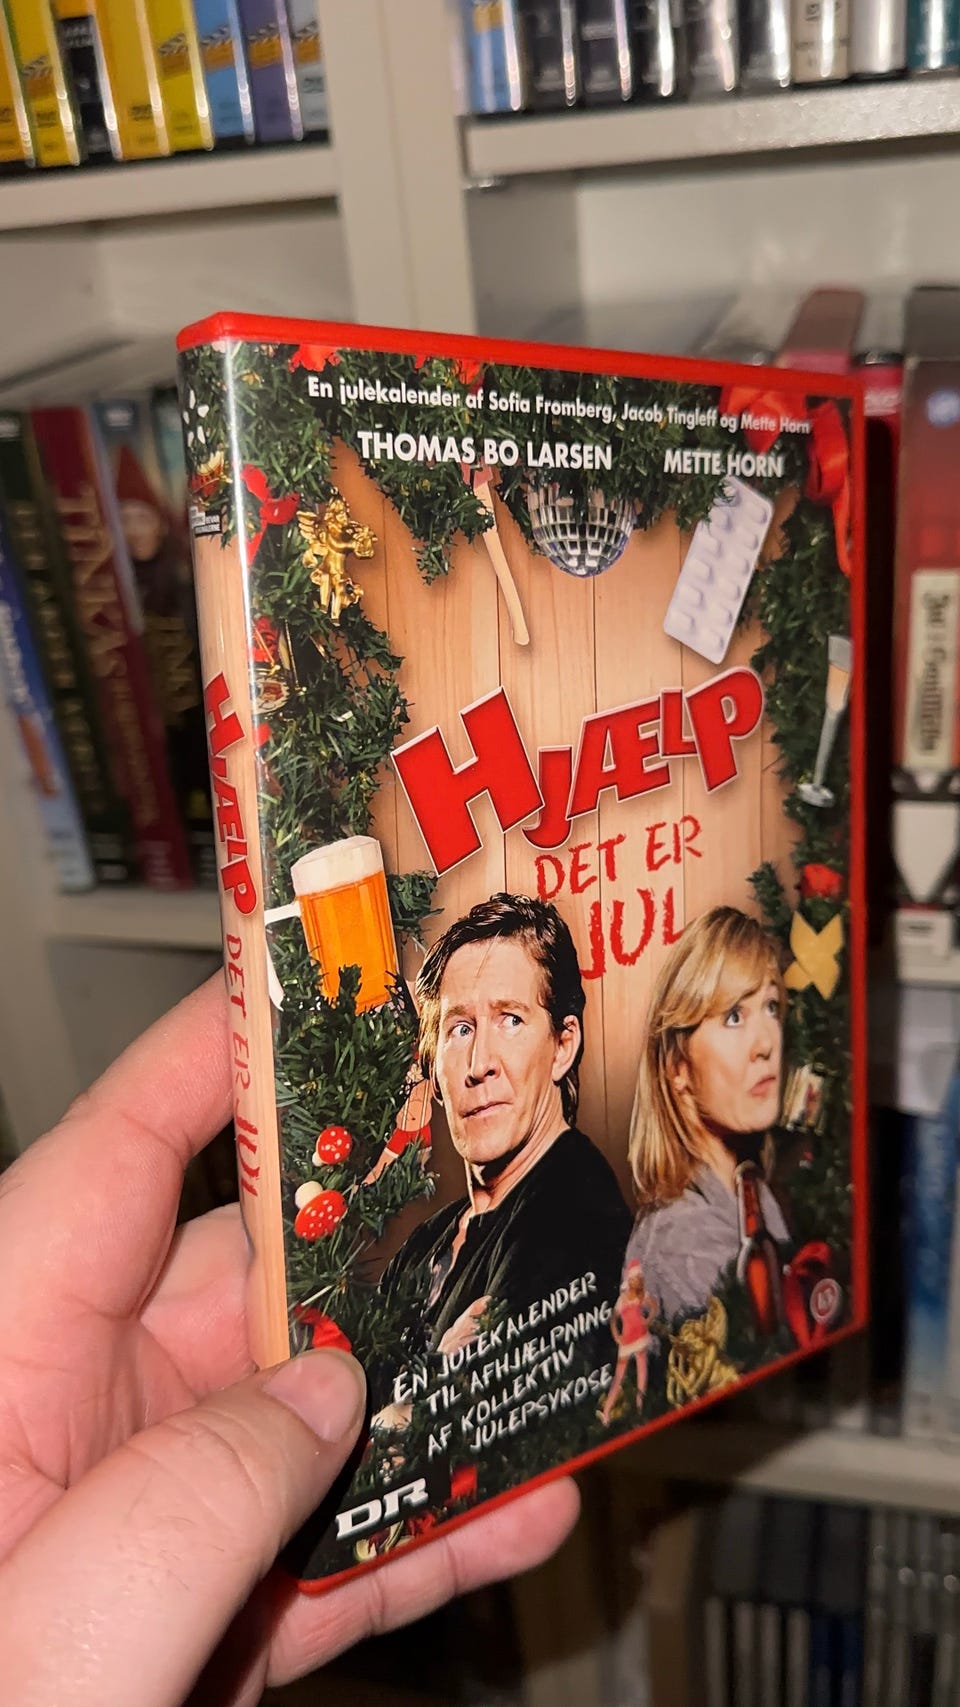 En julekalender af Sofia Fromberg, Jacob Tingleff og Mette Horn
THOMAS BO LARSEN METTE HORN
HJÆLP
DET ER
JUL
EN JULEKALENDER
TIL AFHJÆLPNING
AF KOLLEKTIV
JULEPSYKOSE
DR
HJÆLP DET ER JUL
TINKAS